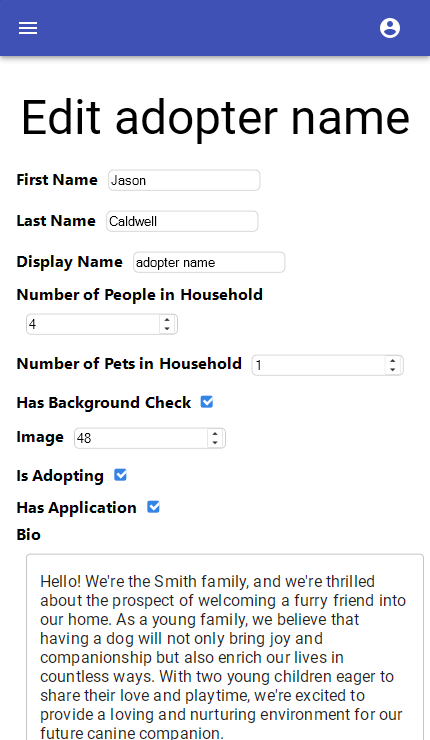 Edit adopter name
First Name Jason
Last Name Caldwell
Display Name adopter name
Number of People in Household
4
Number of Pets in Household 1
Has Background Check
Image 48
Is Adopting
Has Application
Bio
Hello! We're the Smith family, and we're thrilled
about the prospect of welcoming a furry friend into
our home. As a young family, we believe that
having a dog will not only bring joy and
companionship but also enrich our lives in
countless ways. With two young children eager to
share their love and playtime, we're excited to
provide a loving and nurturing environment for our
future canine companion.